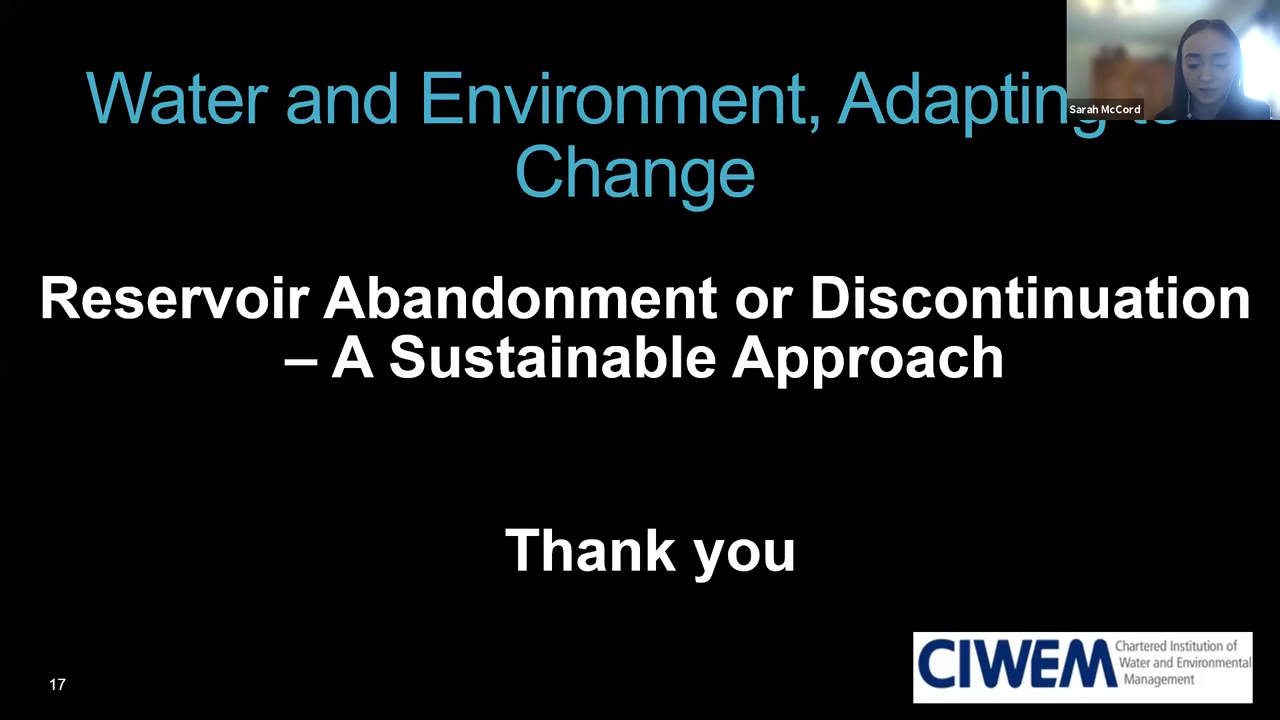 Water and Environment, Adapting to
Change
Sarah McCord
Reservoir Abandonment or Discontinuation
– A Sustainable Approach
Thank you
CIWEM
Chartered Institution of
Water and Environmental
Management
17